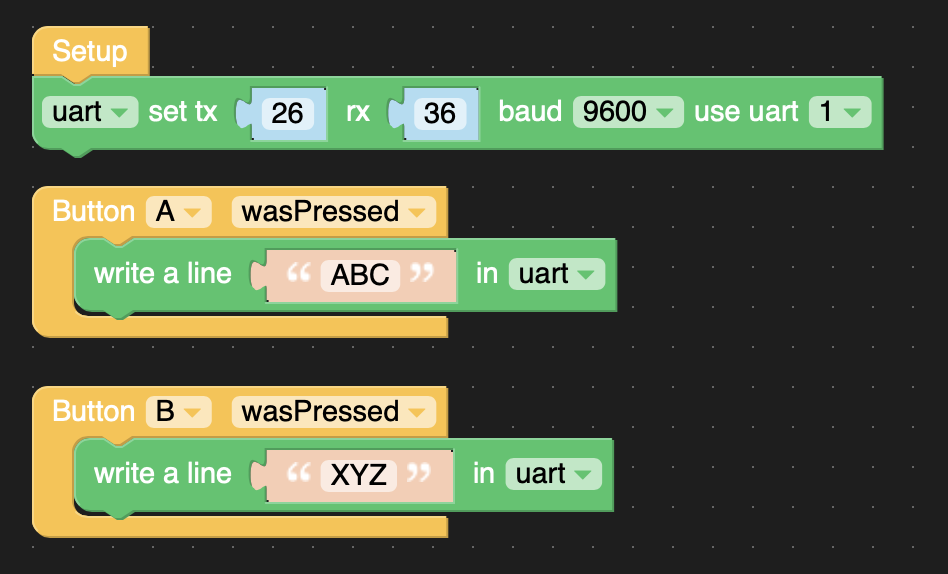 Setup
uart set tx 26 rx 36 baud 9600 use uart 1
Button A wasPressed
write a line “ ABC ” in uart
Button B wasPressed
write a line “ XYZ ” in uart